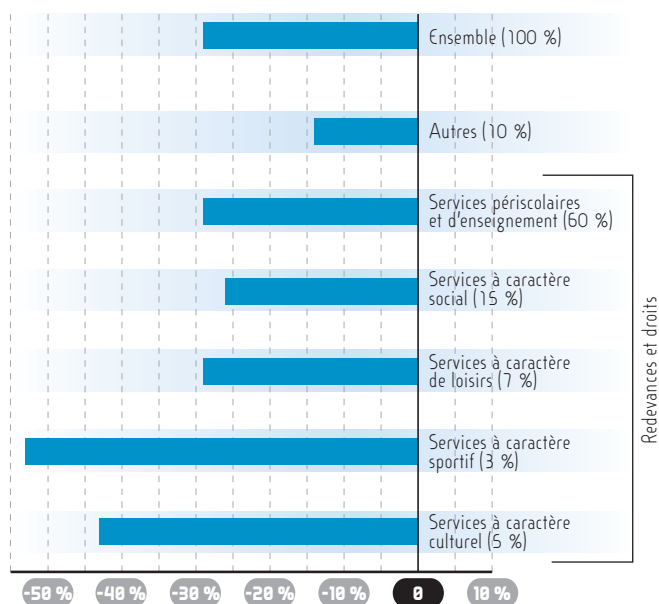 Ensemble (100 %)
Autres (10 %)
Services périscolaires
et d'enseignement (60 %)
Services à caractère
social (15 %)
Services à caractère
de loisirs (7 %)
Services à caractère
sportif (3 %)
Services à caractère
culturel (5 %)
Redevances et droits
-50 % -40 % -30 % -20 % -10 % 0 10 %